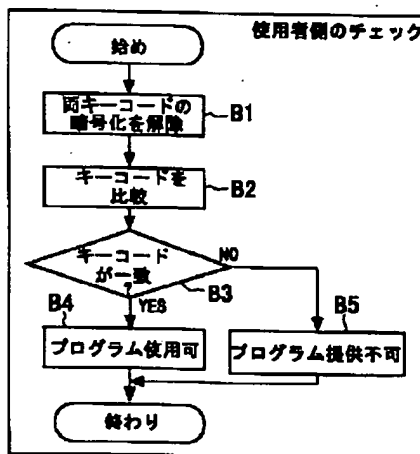 使用者側のチェック
始め
両キーコードの
暗号化を解除
B1
キーコードを
比較
B2
キーコード
が一致
?
NO
B3
YES
B4
プログラム使用可
B5
プログラム提供不可
終わり